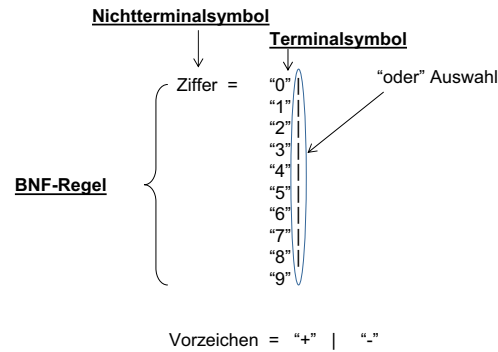 Nichtterminalsymbol
Terminalsymbol
Ziffer = “0” |
“oder” Auswahl
“1” |
“2” |
“3” |
“4” |
BNF-Regel
“5” |
“6” |
“7” |
“8” |
“9”
Vorzeichen = “+” | “-”